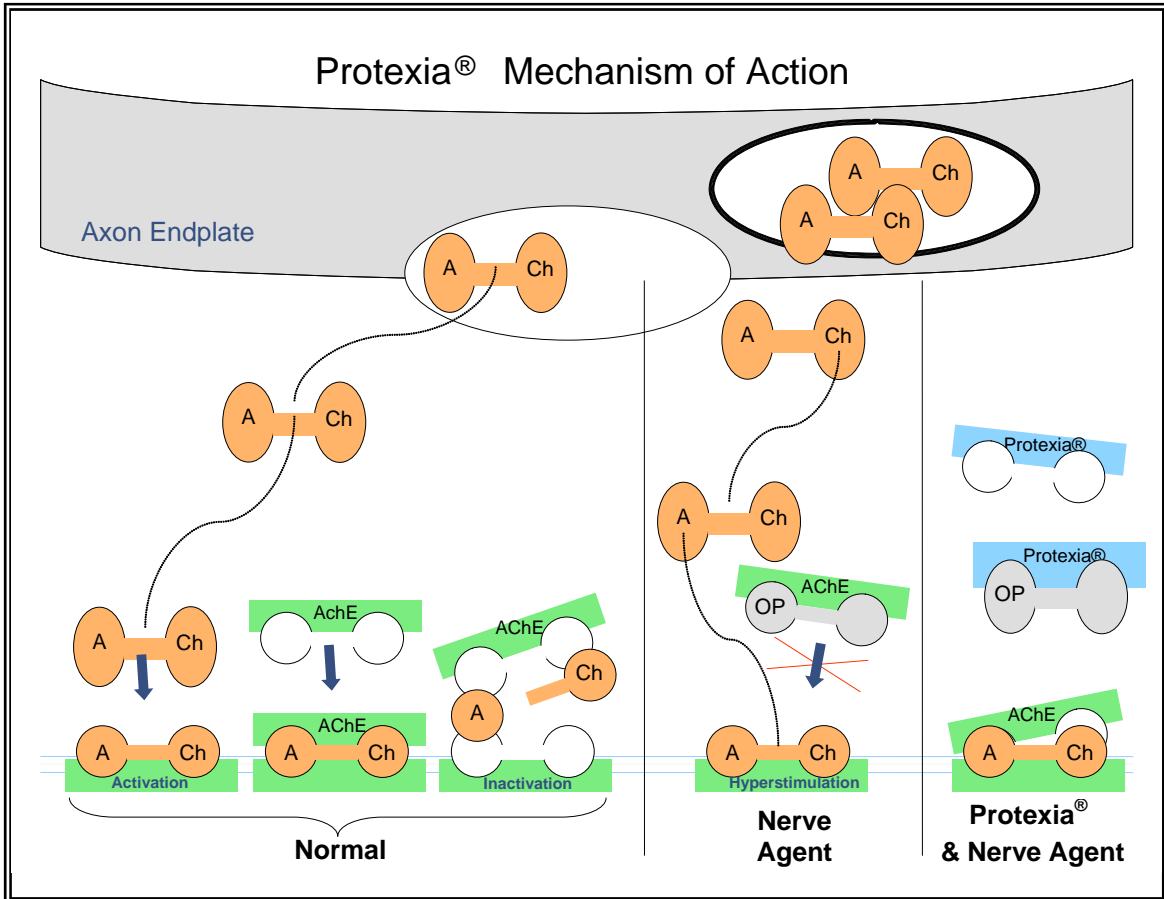 Protexia® Mechanism of Action
A Ch
A Ch
Axon Endplate
A Ch
A Ch
A Ch
Protexia®
A Ch
Protexia®
AChE
OP
OP
AchE
AChE
A Ch
Ch
A
AChE
AChE
A Ch
A Ch
A Ch
A Ch
Activation
Inactivation
Hyperstimulation
Normal
Nerve
Agent
Protexia®
& Nerve Agent